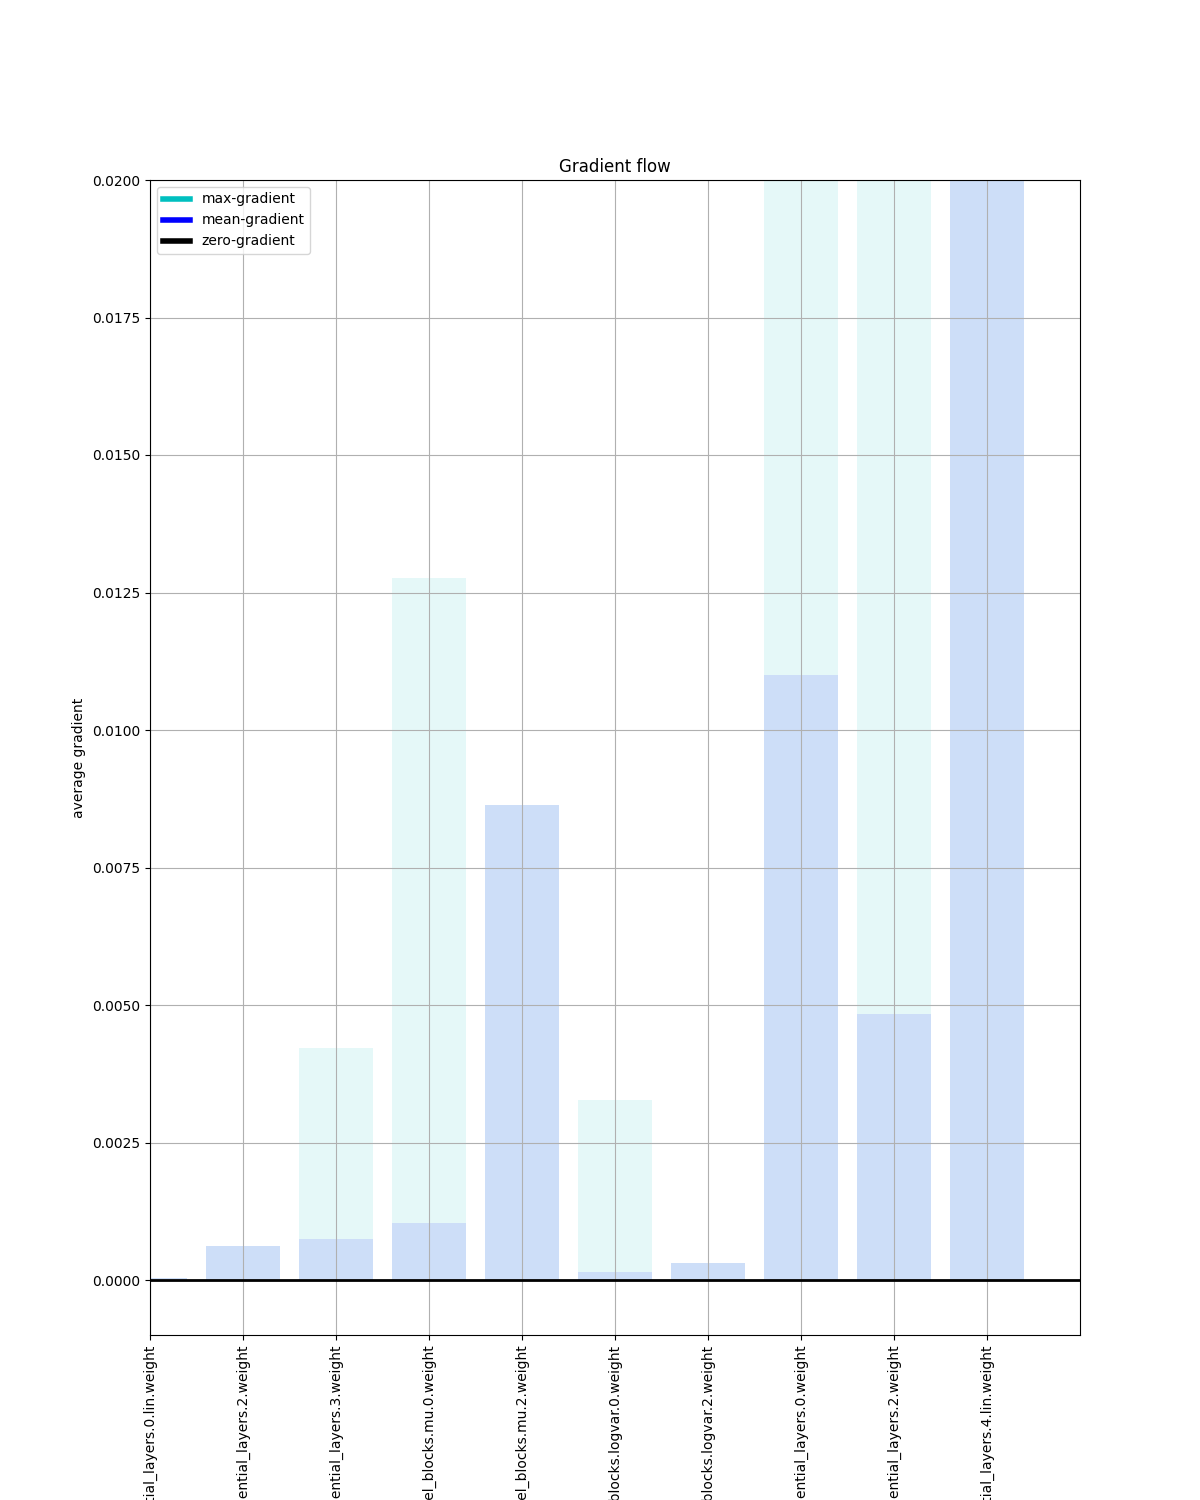 Gradient flow
max-gradient
mean-gradient
zero-gradient
0.0200
0.0175
0.0150
0.0125
0.0100
0.0075
0.0050
0.0025
0.0000
average gradient
tial_layers.0.lin.weight
ential_layers.2.weight
ential_layers.3.weight
el_blocks.mu.0.weight
el_blocks.mu.2.weight
blocks.logvar.0.weight
blocks.logvar.2.weight
ential_layers.0.weight
ential_layers.2.weight
tial_layers.4.lin.weight